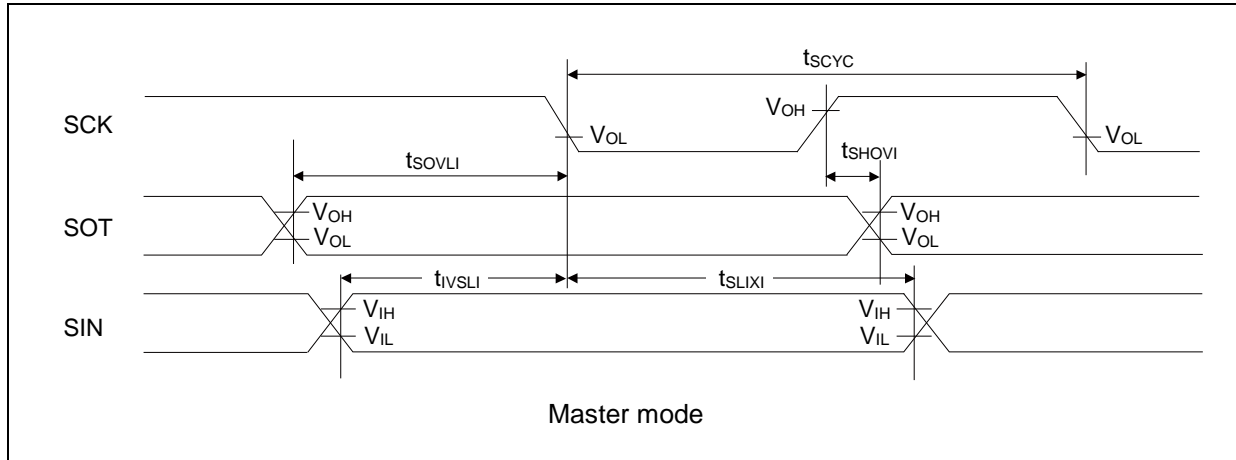 tSCYC
SCK
VOH
VOL
VOL
tSHOVI
tSOVLI
SOT
VOH
VOL
VOH
VOL
tIVSLI
tSLIXI
SIN
VIH
VIL
VIH
VIL
Master mode